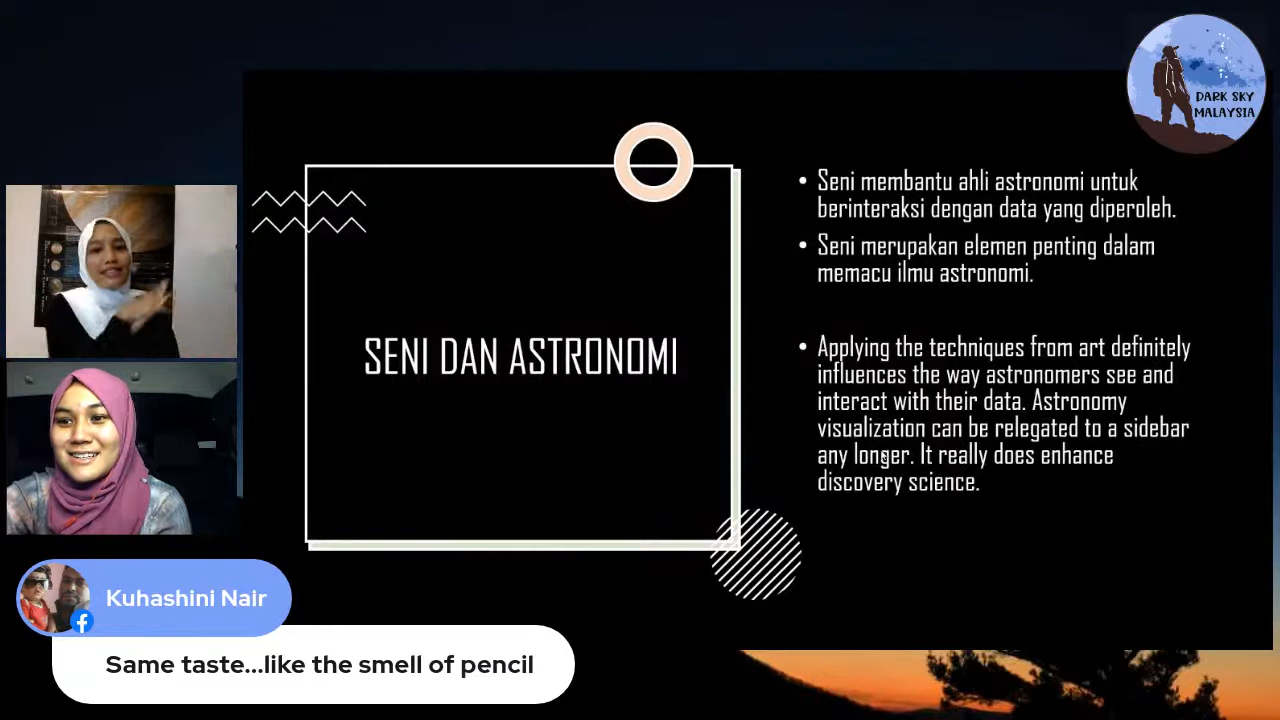 DARK SKY
MALAYSIA
SENI DAN ASTRONOMI
• Seni membantu ahli astronomi untuk
berinteraksi dengan data yang diperoleh.
• Seni merupakan elemen penting dalam
memacu ilmu astronomi.
• Applying the techniques from art definitely
influences the way astronomers see and
interact with their data. Astronomy
visualization can be relegated to a sidebar
any longer. It really does enhance
discovery science.
Kuhashini Nair
Same taste...like the smell of pencil